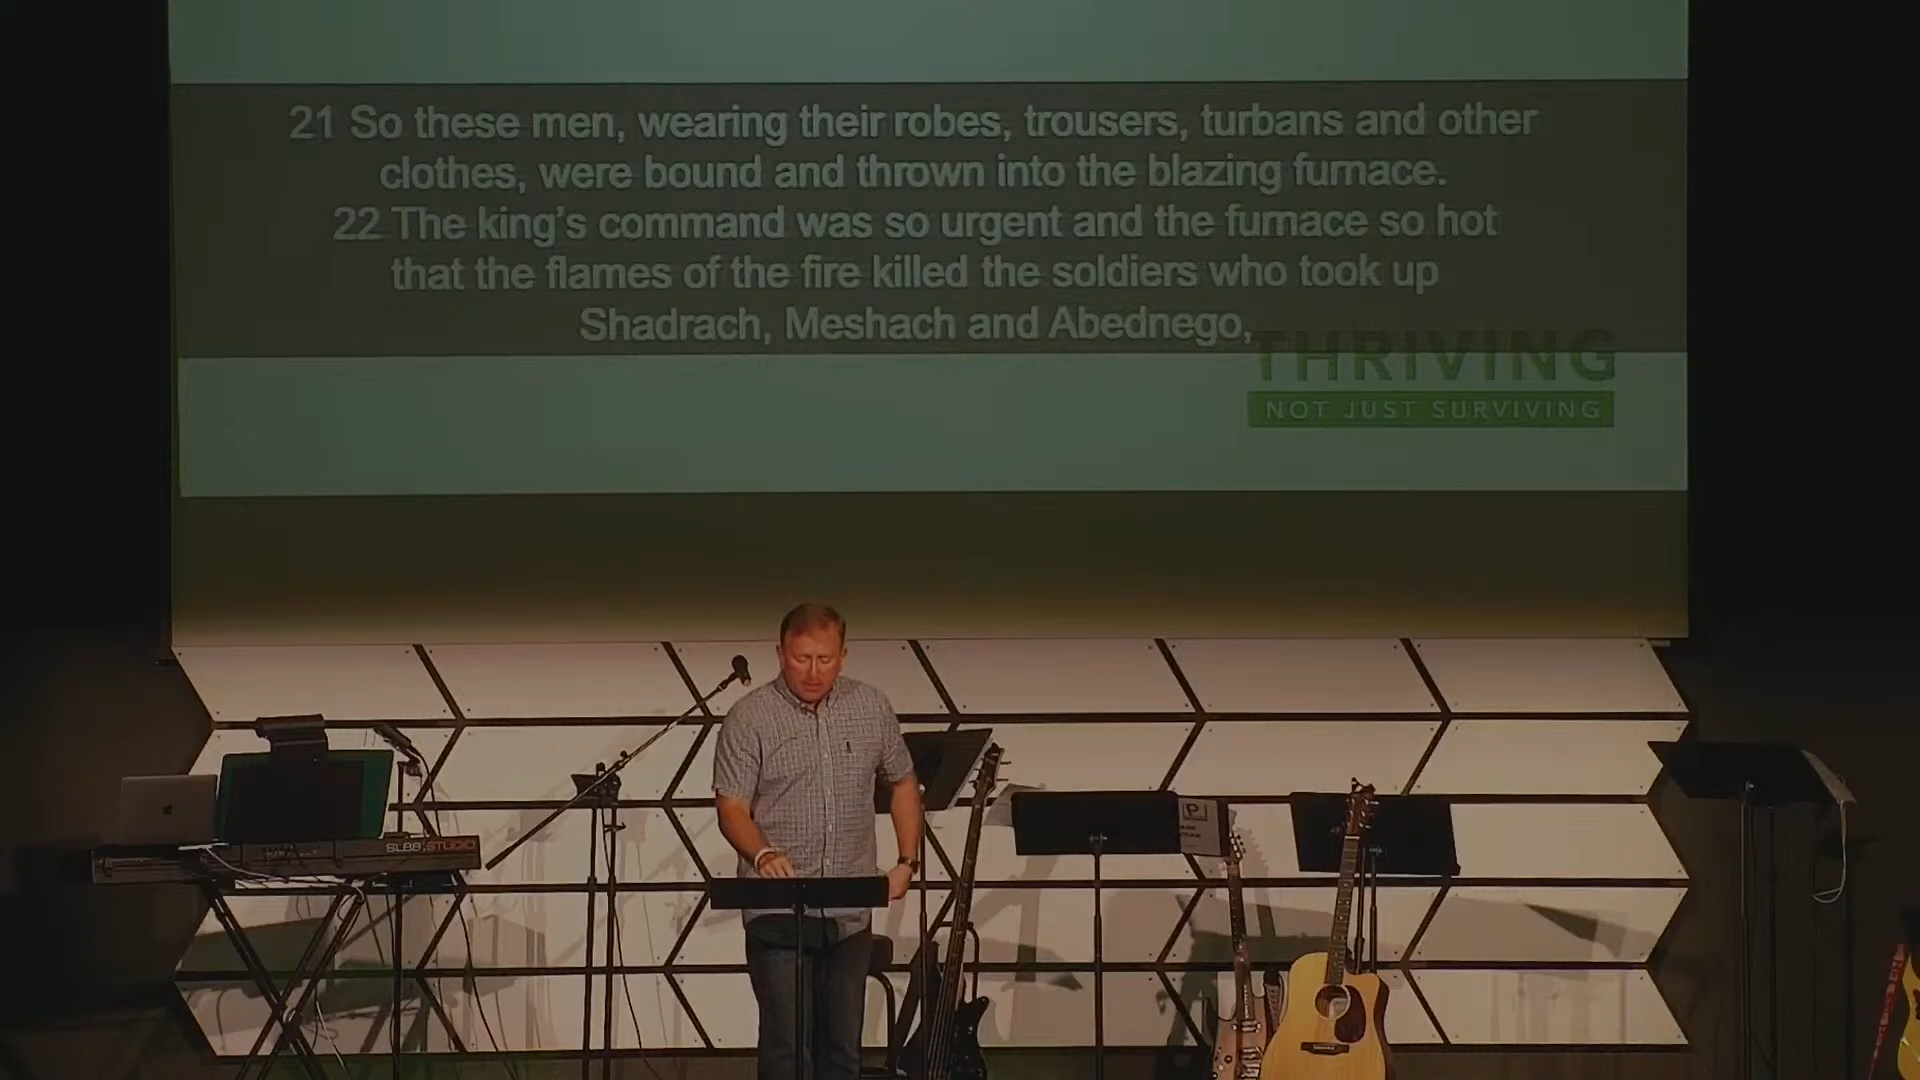 21 So these men, wearing their robes, trousers, turbans and other
clothes, were bound and thrown into the blazing furnace.
22 The king's command was so urgent and the furnace so hot
that the flames of the fire killed the soldiers who took up
Shadrach, Meshach and Abednego,
THRIVING
NOT JUST SURVIVING
SL88 STUDIO
P